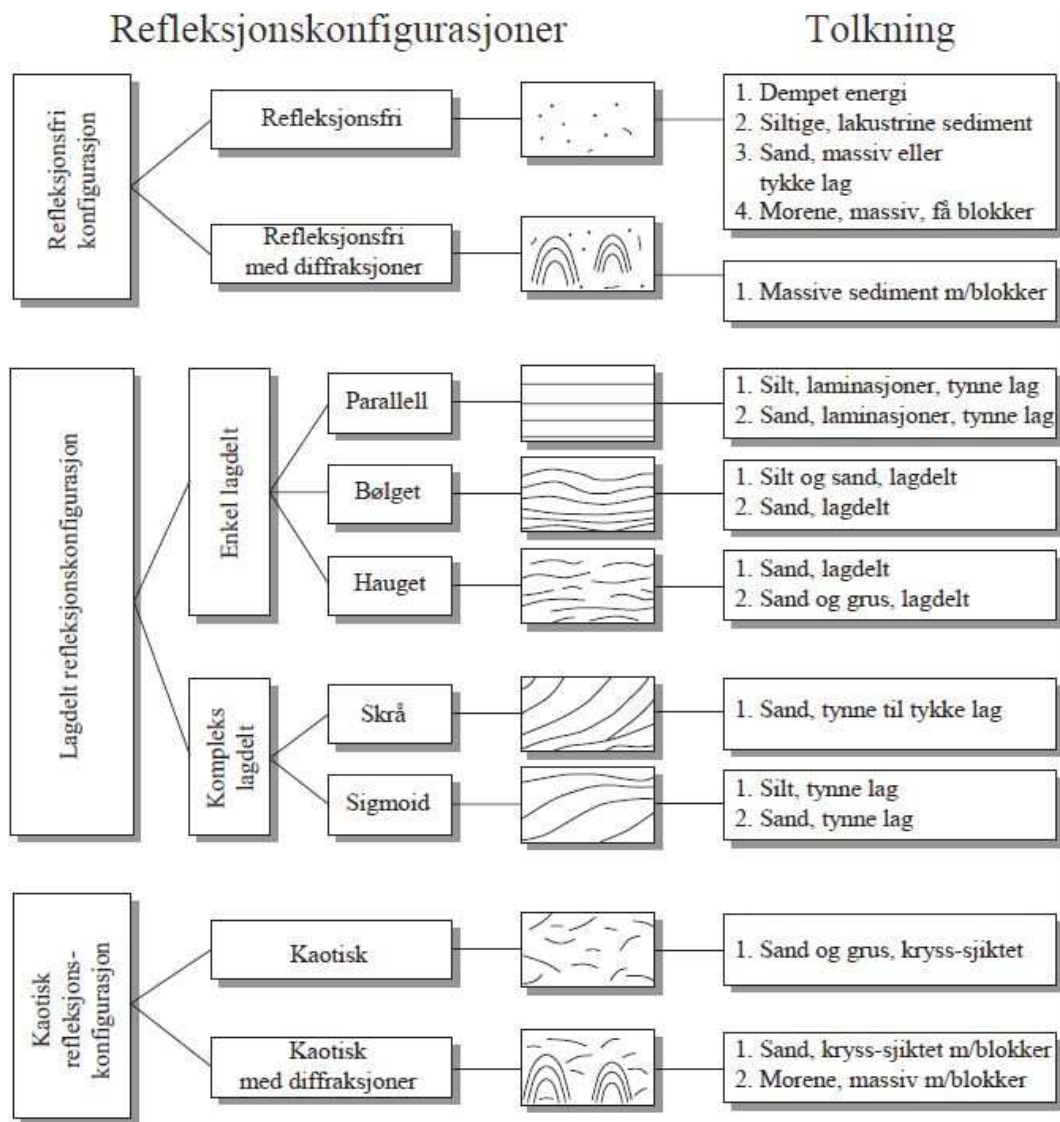 Refleksjonskonfigurasjoner
Tolkning
Refleksjonsfri
konfigurasjon
Refleksjonsfri
1. Dempet energi
2. Siltige, lakustrine sediment
3. Sand, massiv eller
tykke lag
4. Morene, massiv, få blokker
Refleksjonsfri
med diffraksjoner
1. Massive sediment m/blokker
Lagdelt refleksjonskonfigurasjon
Enkel lagdelt
Parallell
1. Silt, laminasjoner, tynne lag
2. Sand, laminasjoner, tynne lag
Bølget
1. Silt og sand, lagdelt
2. Sand, lagdelt
Hauget
1. Sand, lagdelt
2. Sand og grus, lagdelt
Kompleks
lagdelt
Skrå
1. Sand, tynne til tykke lag
Sigmoid
1. Silt, tynne lag
2. Sand, tynne lag
Kaotisk
refleksjons-
konfigurasjon
Kaotisk
1. Sand og grus, kryss-sjiktet
Kaotisk
med diffraksjoner
1. Sand, kryss-sjiktet m/blokker
2. Morene, massiv m/blokker